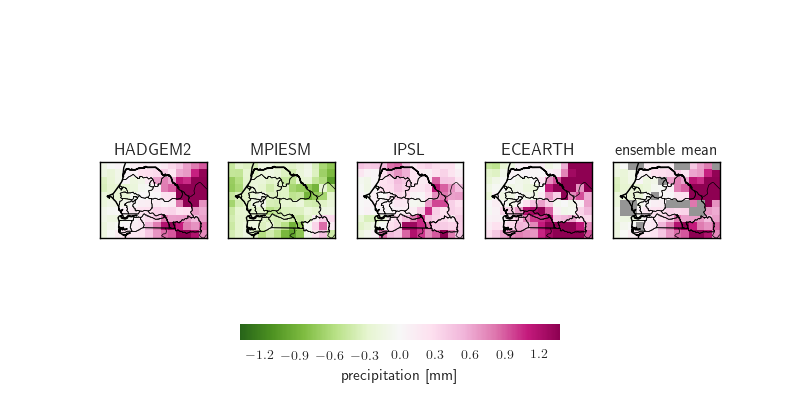 HADGEM2 MPIESM IPSL ECEARTH ensemble mean
−1.2 −0.9 −0.6 −0.3 0.0 0.3 0.6 0.9 1.2
precipitation [mm]